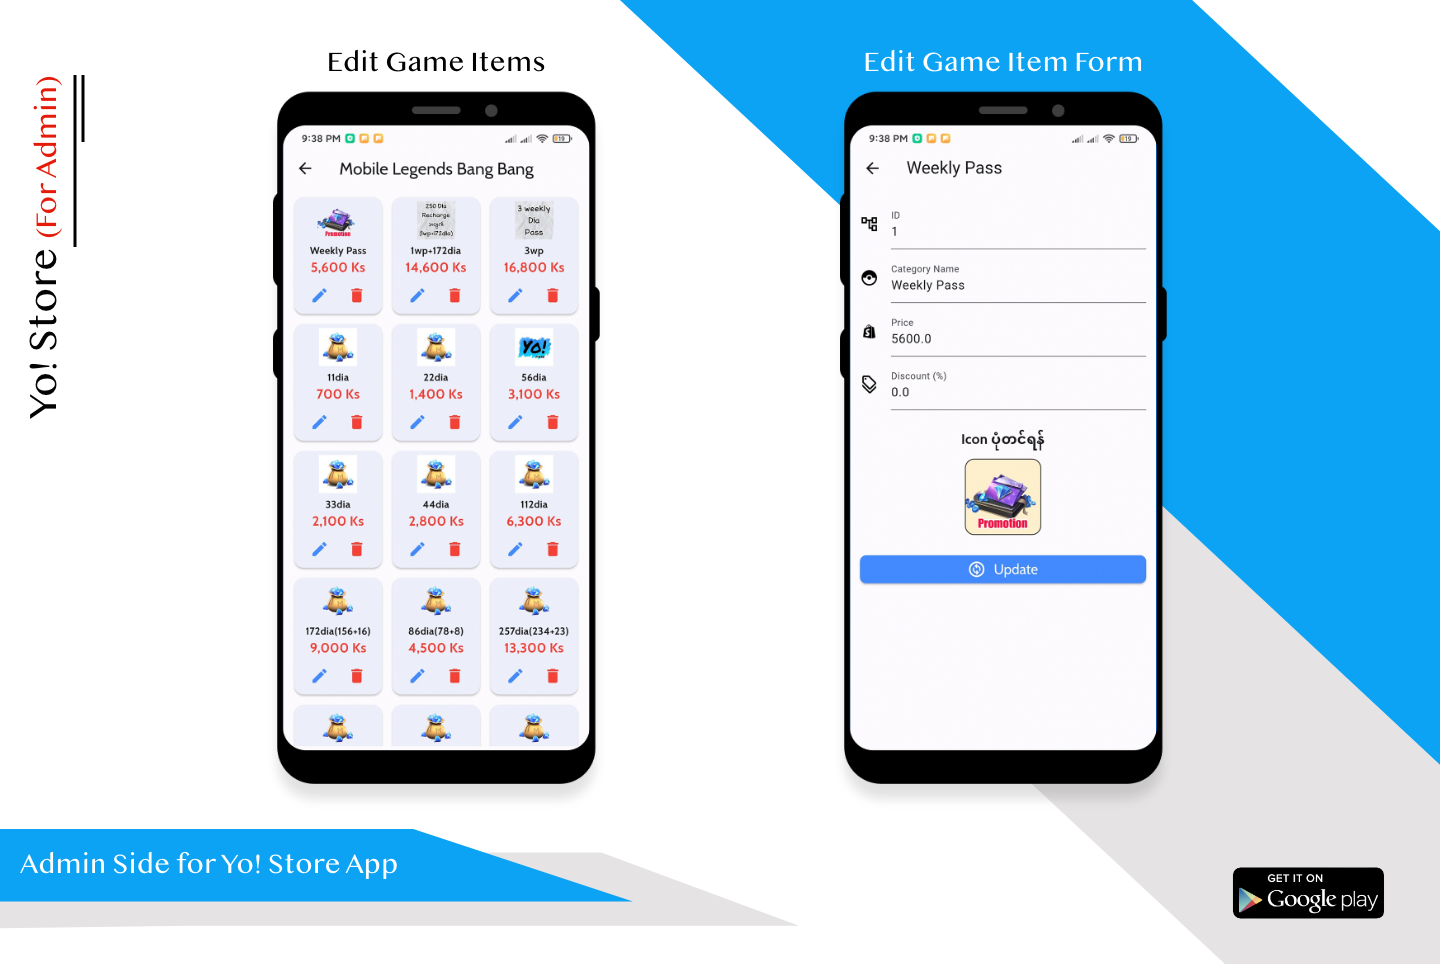 Yo! Store (For Admin)
Edit Game Items
9:38 PM
19
Mobile Legends Bang Bang
Promotion
Weekly Pass
5,600 Ks
250 Dia
Recharge
(1wp+172dia)
1wp+172dia
14,600 Ks
3 weekly
Dia
Pass
3wp
16,800 Ks
11dia
700 Ks
22dia
1,400 Ks
Yo!
56dia
3,100 Ks
33dia
2,100 Ks
44dia
2,800 Ks
112dia
6,300 Ks
172dia(156+16)
9,000 Ks
86dia(78+8)
4,500 Ks
257dia(234+23)
13,300 Ks
Edit Game Item Form
9:38 PM
19
Weekly Pass
ID
1
Category Name
Weekly Pass
Price
5600.0
Discount (%)
0.0
Icon ပုံတင်ရန်
Promotion
Update
Admin Side for Yo! Store App
GET IT ON
Google play